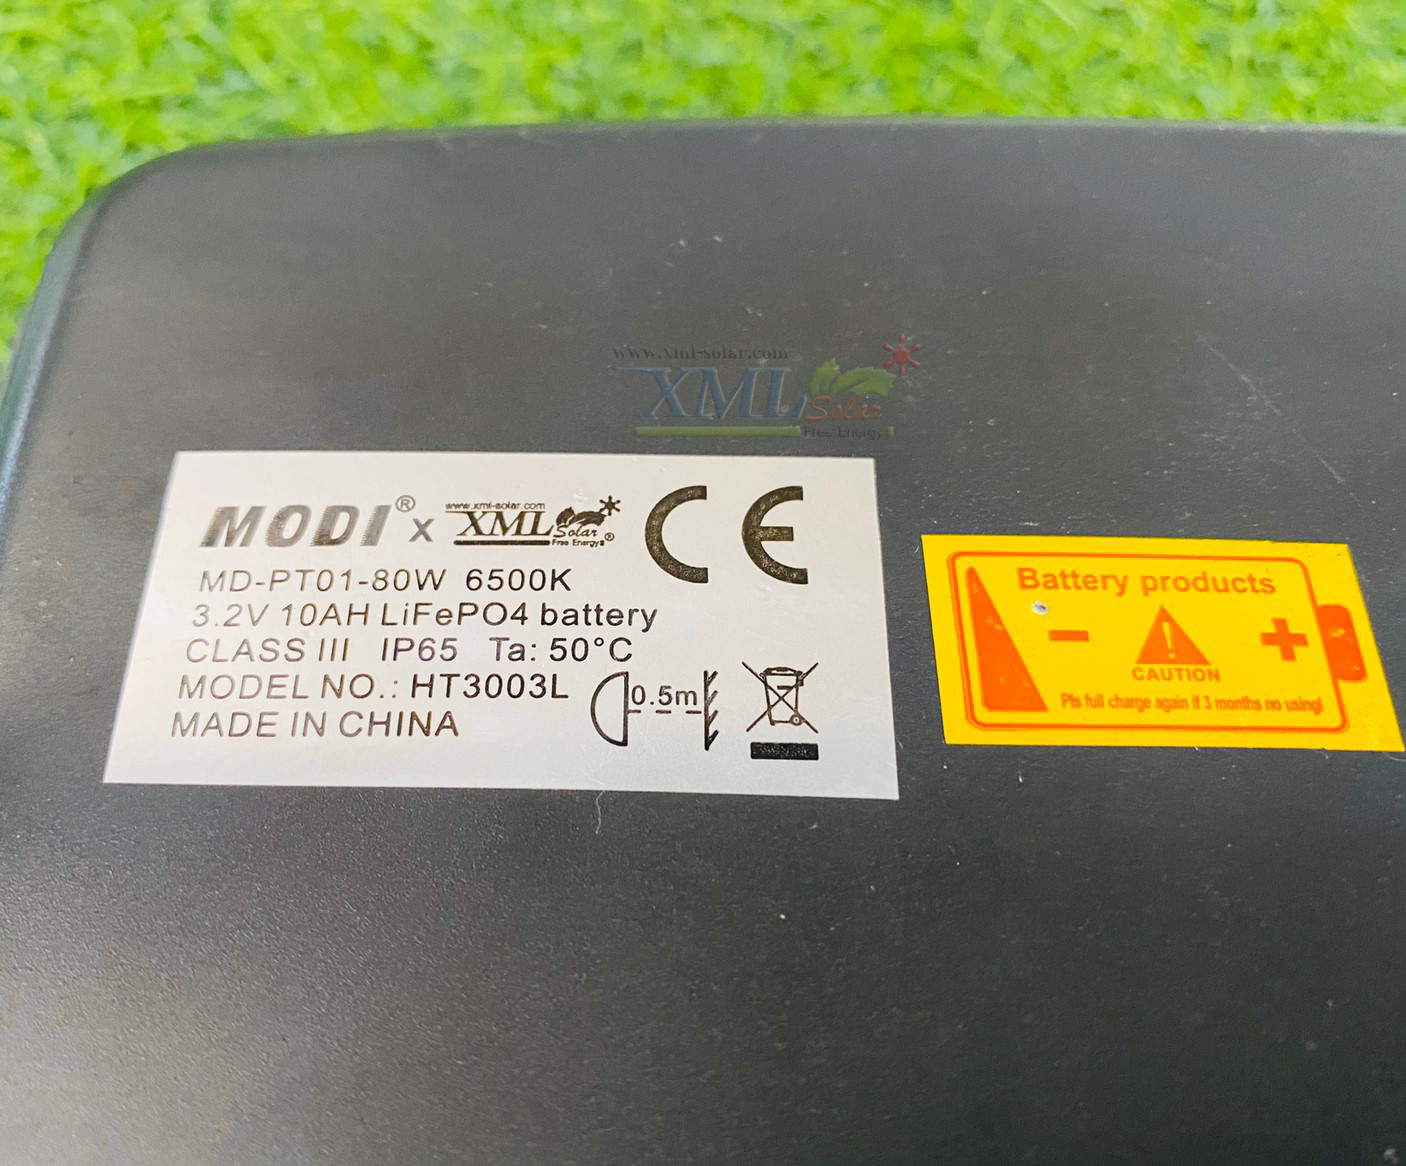 www.xml-solar.com
XML Solar
Free Energy
MODI® x www.xml-solar.com XML Solar ® Free Energy CE
MD-PT01-80W 6500K
3.2V 10AH LiFePO4 battery
CLASS III IP65 Ta: 50°C
MODEL NO.: HT3003L 0.5m
MADE IN CHINA
Battery products
- +
CAUTION
Pls full charge again if 3 months no using!